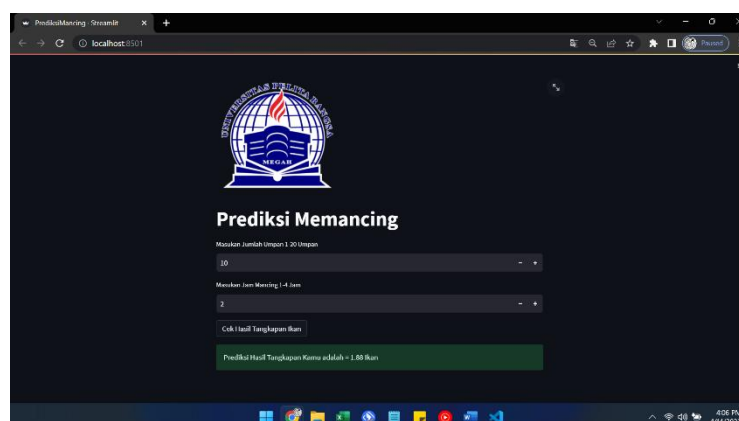 PrediksiMancing · Streamlit
localhost:8501
Paused
UNIVERSITAS PELITA BANGSA
MEGAH
Prediksi Memancing
Masukan Jumlah Umpan 1-20 Umpan
10
Masukan Jam Mancing 1-4 Jam
2
Cek Hasil Tangkapan Ikan
Prediksi Hasil Tangkapan Kamu adalah = 1.88 Ikan
4:06 PM